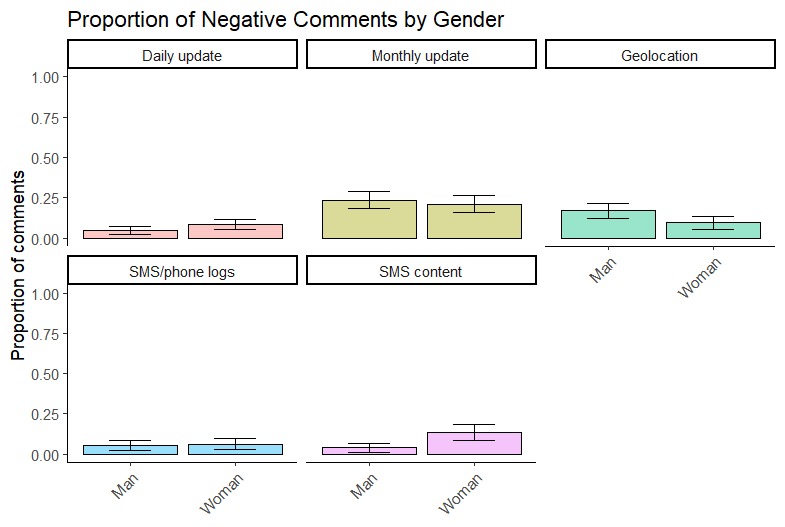 Proportion of Negative Comments by Gender
Daily update
Monthly update
Geolocation
1.00
0.75
0.50
0.25
0.00
Man
Woman
SMS/phone logs
SMS content
1.00
0.75
0.50
0.25
0.00
Man
Woman
Man
Woman
Proportion of comments